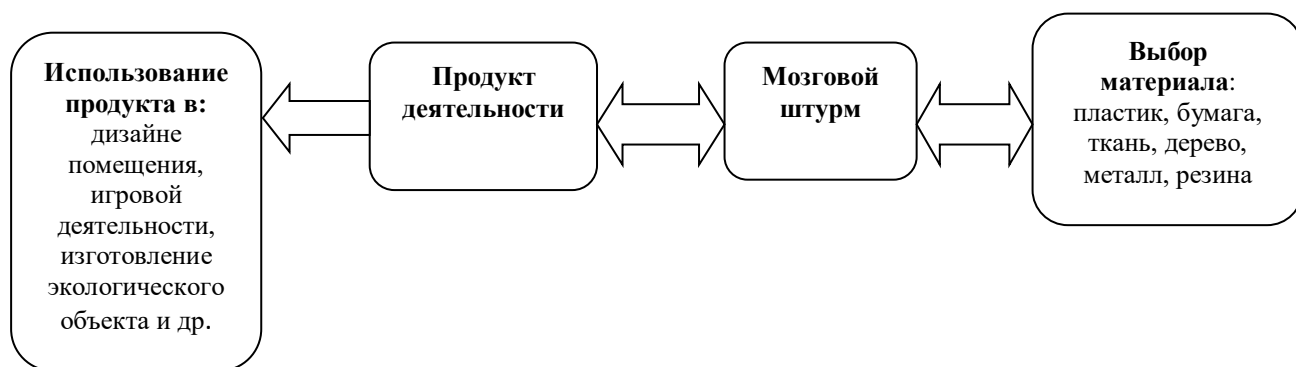 Использование
продукта в:
дизайне
помещения,
игровой
деятельности,
изготовление
экологического
объекта и др.
Продукт
деятельности
Мозговой
штурм
Выбор
материала:
пластик, бумага,
ткань, дерево,
металл, резина